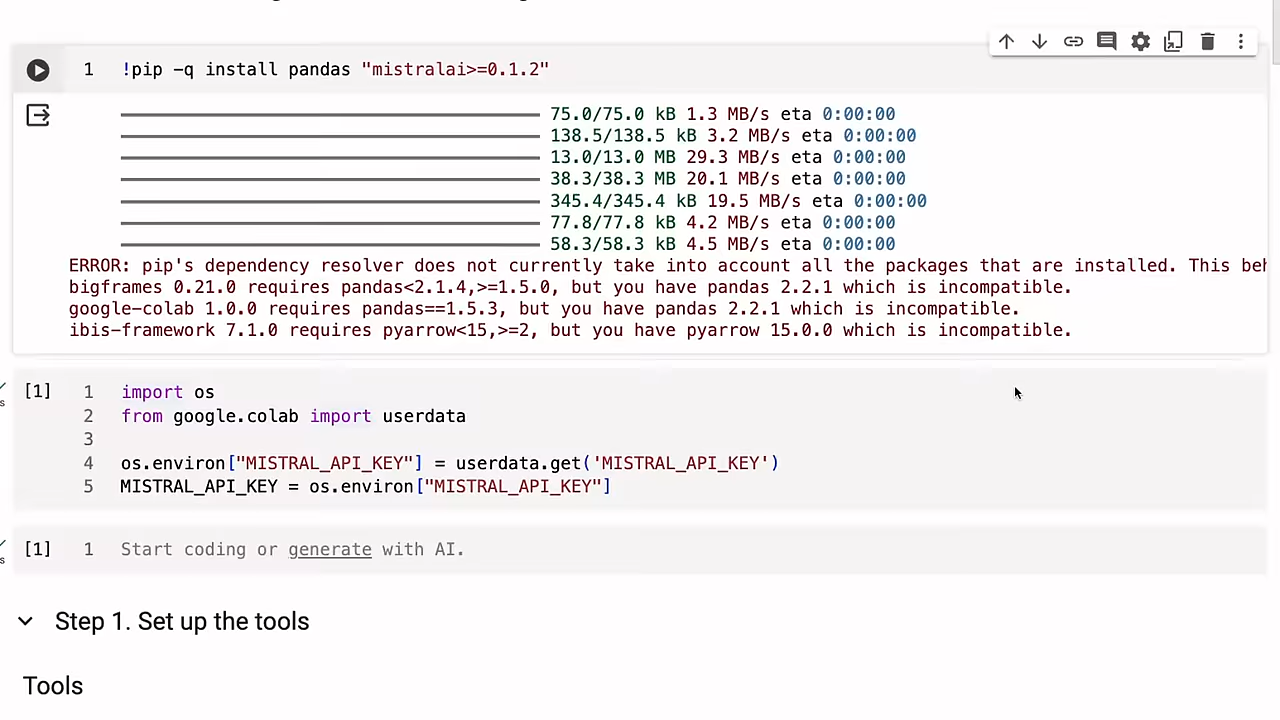 1 !pip -q install pandas "mistralai>=0.1.2"
75.0/75.0 kB 1.3 MB/s eta 0:00:00
138.5/138.5 kB 3.2 MB/s eta 0:00:00
13.0/13.0 MB 29.3 MB/s eta 0:00:00
38.3/38.3 MB 20.1 MB/s eta 0:00:00
345.4/345.4 kB 19.5 MB/s eta 0:00:00
77.8/77.8 kB 4.2 MB/s eta 0:00:00
58.3/58.3 kB 4.5 MB/s eta 0:00:00
ERROR: pip's dependency resolver does not currently take into account all the packages that are installed. This beh
bigframes 0.21.0 requires pandas<2.1.4,>=1.5.0, but you have pandas 2.2.1 which is incompatible.
google-colab 1.0.0 requires pandas==1.5.3, but you have pandas 2.2.1 which is incompatible.
ibis-framework 7.1.0 requires pyarrow<15,>=2, but you have pyarrow 15.0.0 which is incompatible.
[1] 1 import os
2 from google.colab import userdata
3
4 os.environ["MISTRAL_API_KEY"] = userdata.get('MISTRAL_API_KEY')
5 MISTRAL_API_KEY = os.environ["MISTRAL_API_KEY"]
[1] 1 Start coding or generate with AI.
Step 1. Set up the tools
Tools